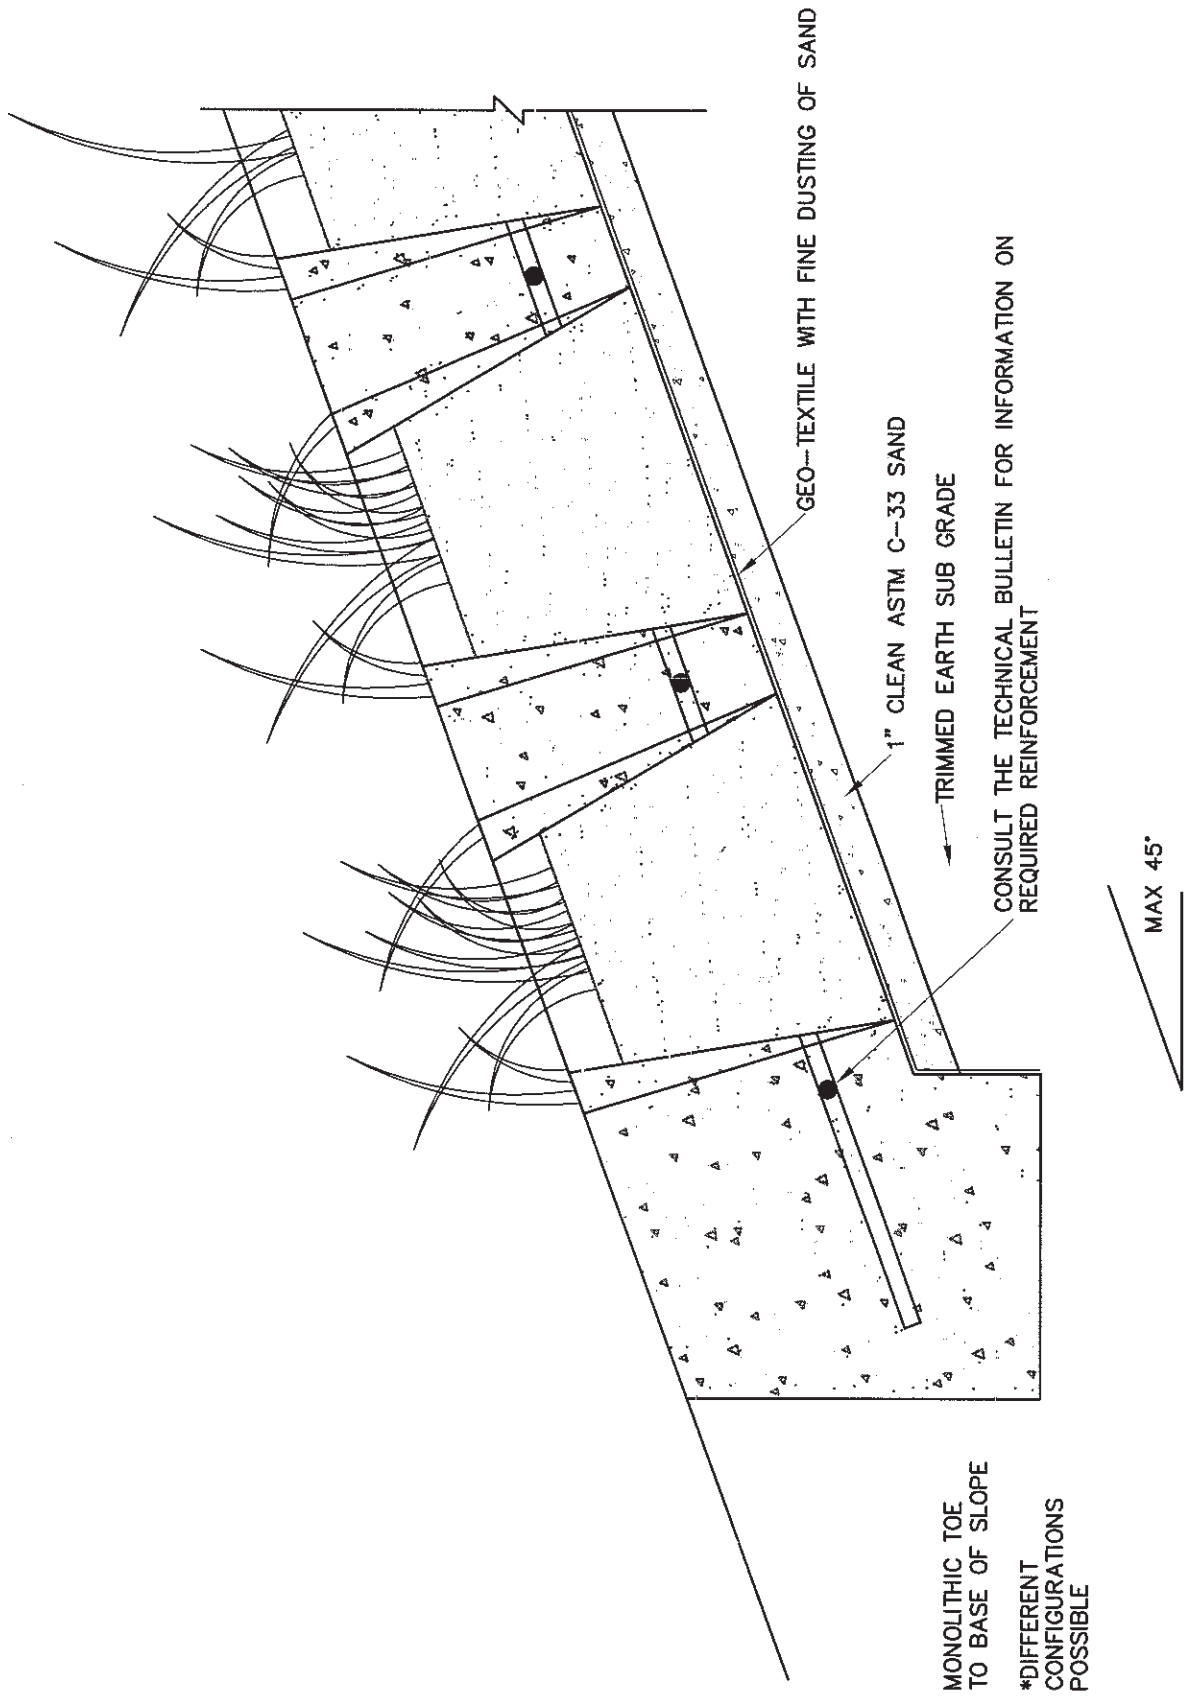 GEO-TEXTILE WITH FINE DUSTING OF SAND
1" CLEAN ASTM C-33 SAND
TRIMMED EARTH SUB GRADE
CONSULT THE TECHNICAL BULLETIN FOR INFORMATION ON
REQUIRED REINFORCEMENT
MAX 45°
MONOLITHIC TOE
TO BASE OF SLOPE
*DIFFERENT
CONFIGURATIONS
POSSIBLE